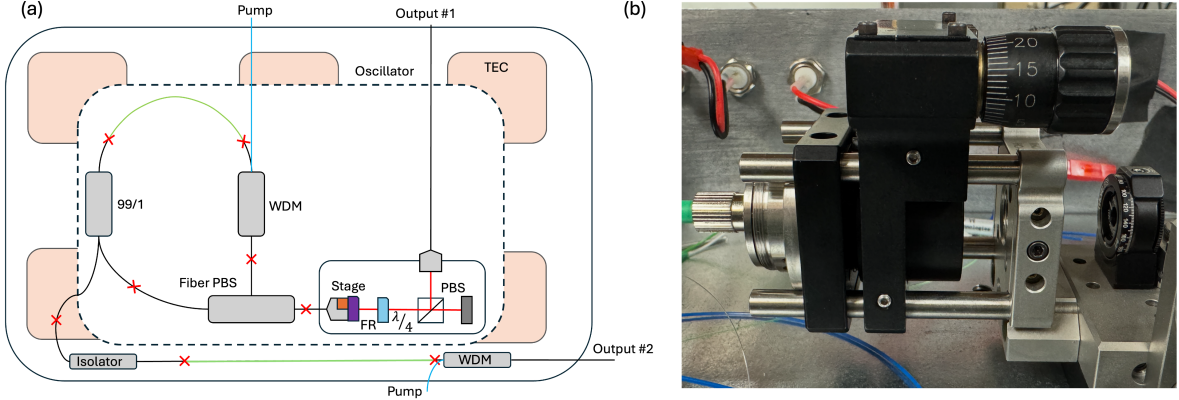 (a)
Pump
Output #1
(b)
Oscillator
TEC
99/1
WDM
Fiber PBS
Stage
PBS
FR
λ/4
Isolator
WDM
Output #2
Pump
20
15
10